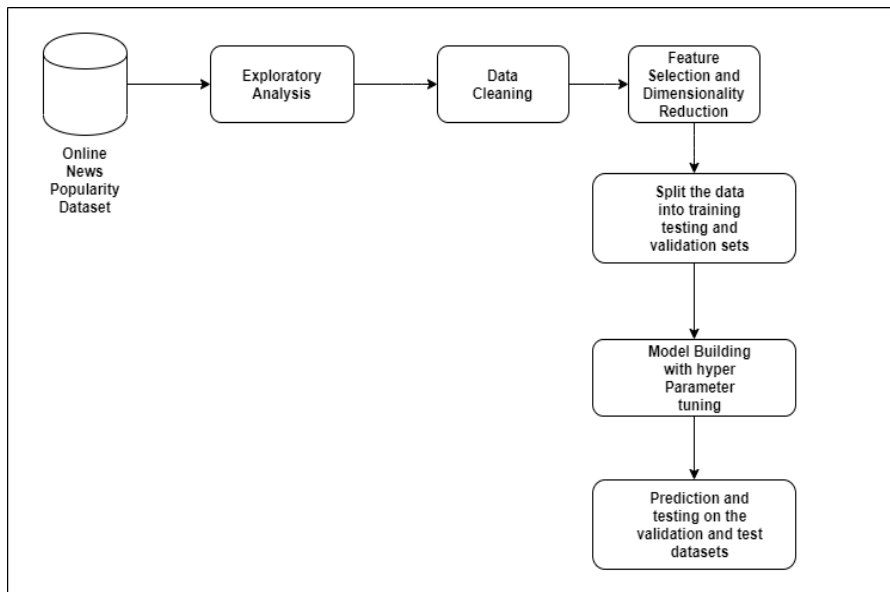 Online
News
Popularity
Dataset
Exploratory
Analysis
Data
Cleaning
Feature
Selection and
Dimensionality
Reduction
Split the data
into training
testing and
validation sets
Model Building
with hyper
Parameter
tuning
Prediction and
testing on the
validation and test
datasets